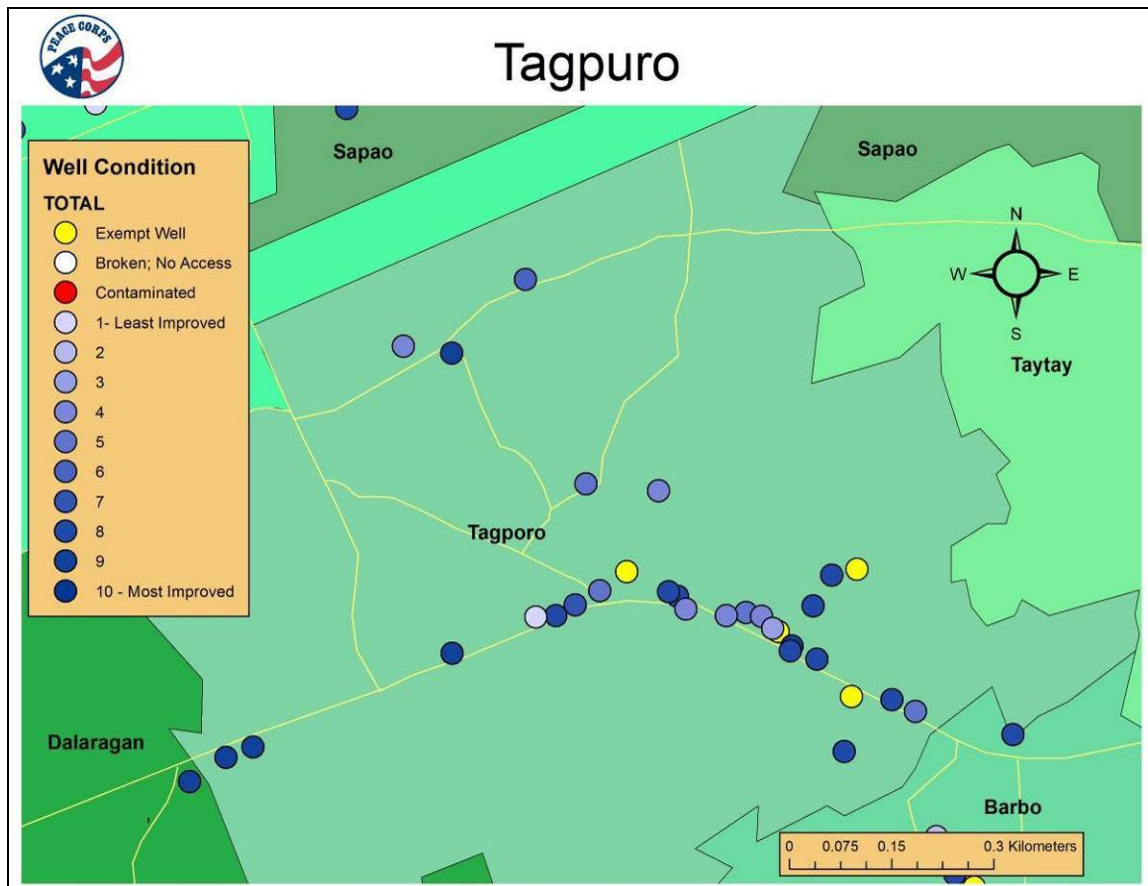 PEACE CORPS
Tagpuro
Sapao
Sapao
Well Condition
TOTAL
Exempt Well
Broken; No Access
Contaminated
1- Least Improved
2
3
4
5
6
7
8
9
10 - Most Improved
N
W
E
S
Taytay
Tagporo
Dalaragan
Barbo
0 0.075 0.15 0.3 Kilometers